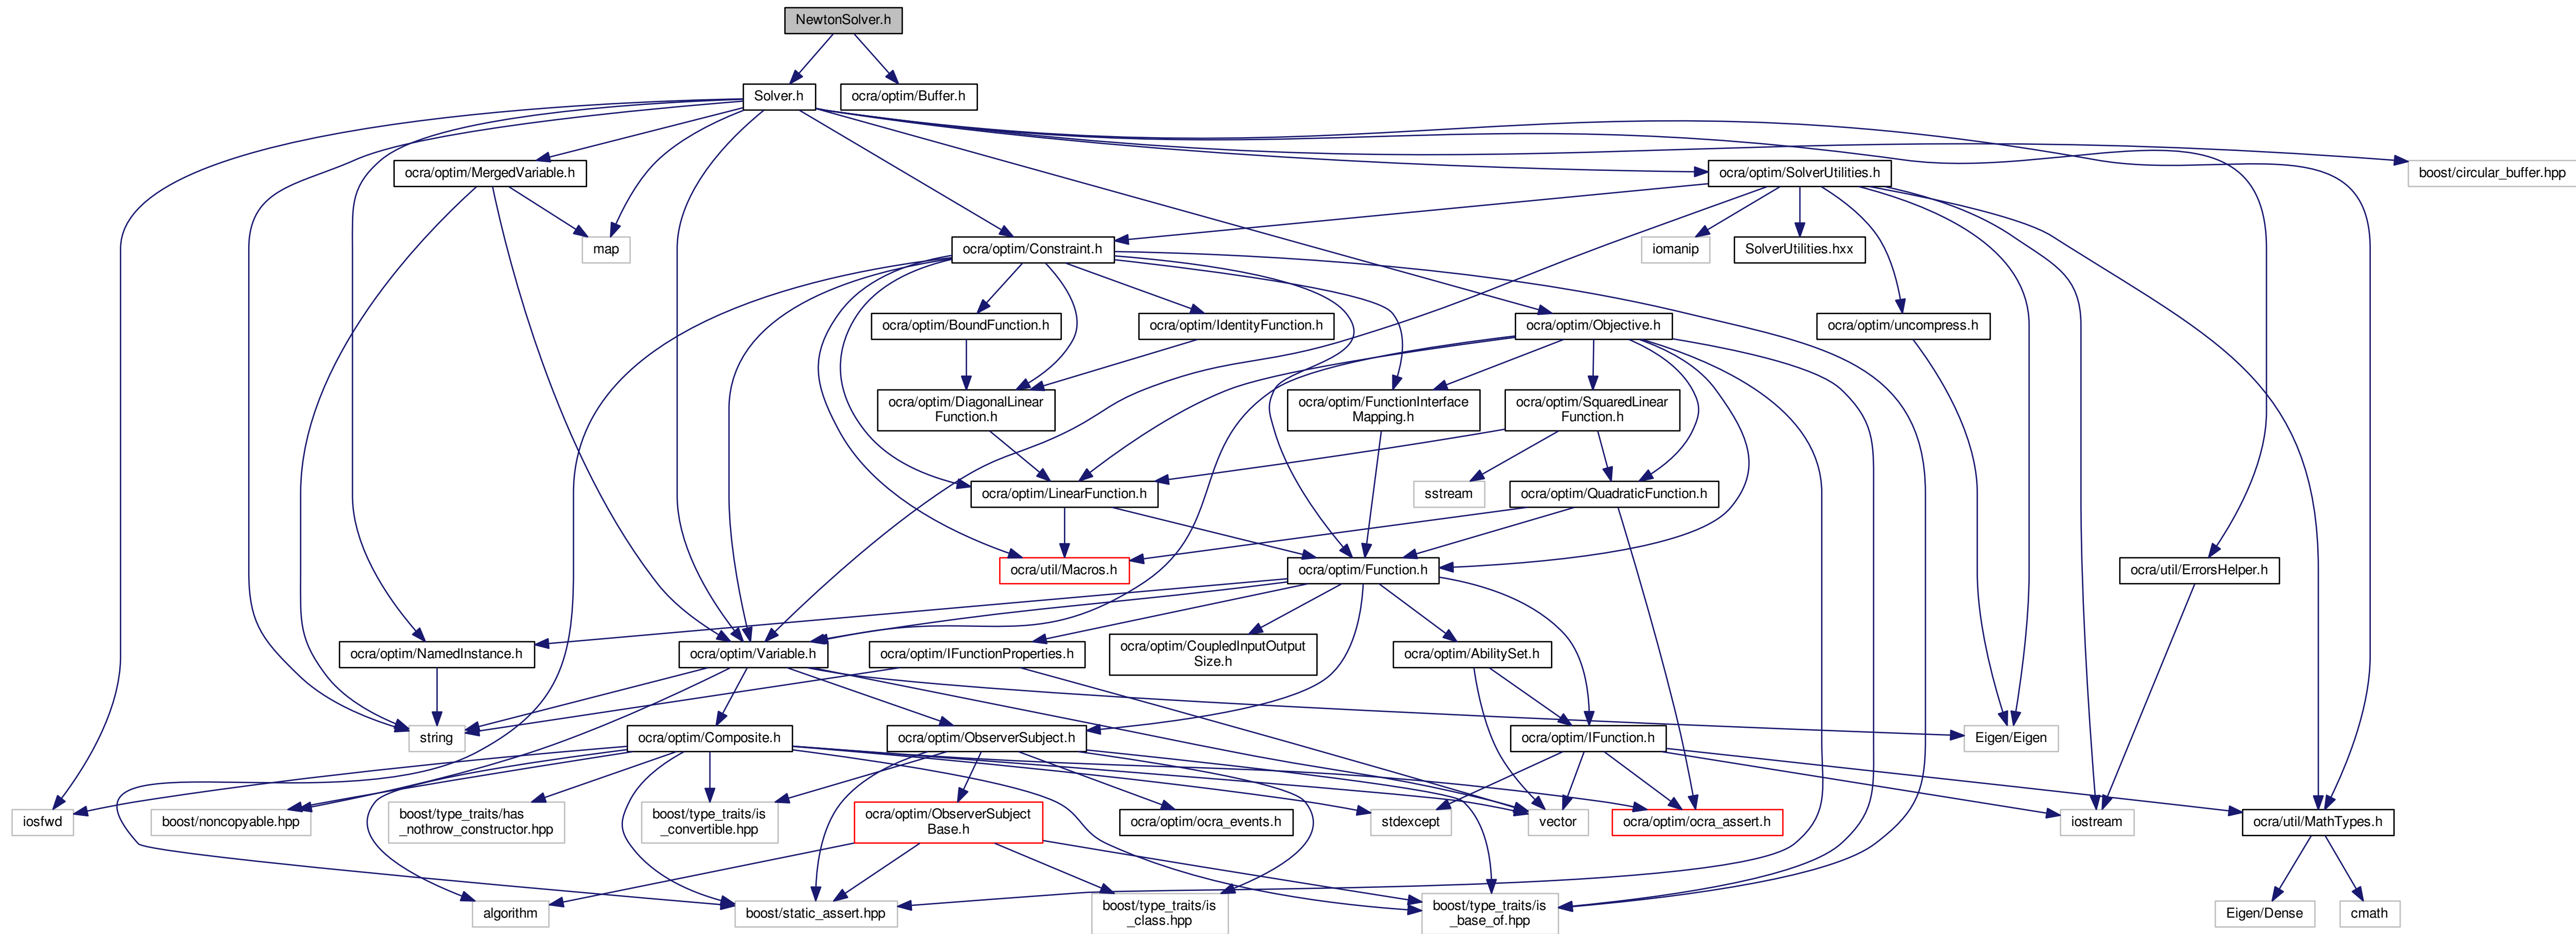 NewtonSolver.h
Solver.h
ocra/optim/Buffer.h
ocra/optim/MergedVariable.h
ocra/optim/SolverUtilities.h
boost/circular_buffer.hpp
map
ocra/optim/Constraint.h
iomanip
SolverUtilities.hxx
ocra/optim/BoundFunction.h
ocra/optim/IdentityFunction.h
ocra/optim/Objective.h
ocra/optim/uncompress.h
ocra/optim/DiagonalLinear
Function.h
ocra/optim/FunctionInterface
Mapping.h
ocra/optim/SquaredLinear
Function.h
ocra/optim/LinearFunction.h
sstream
ocra/optim/QuadraticFunction.h
ocra/util/Macros.h
ocra/optim/Function.h
ocra/util/ErrorsHelper.h
ocra/optim/NamedInstance.h
ocra/optim/Variable.h
ocra/optim/IFunctionProperties.h
ocra/optim/CoupledInputOutput
Size.h
ocra/optim/AbilitySet.h
string
ocra/optim/Composite.h
ocra/optim/ObserverSubject.h
ocra/optim/IFunction.h
Eigen/Eigen
iosfwd
boost/noncopyable.hpp
boost/type_traits/has
_nothrow_constructor.hpp
boost/type_traits/is
_convertible.hpp
ocra/optim/ObserverSubject
Base.h
ocra/optim/ocra_events.h
stdexcept
vector
ocra/optim/ocra_assert.h
iostream
ocra/util/MathTypes.h
algorithm
boost/static_assert.hpp
boost/type_traits/is
_class.hpp
boost/type_traits/is
_base_of.hpp
Eigen/Dense
cmath